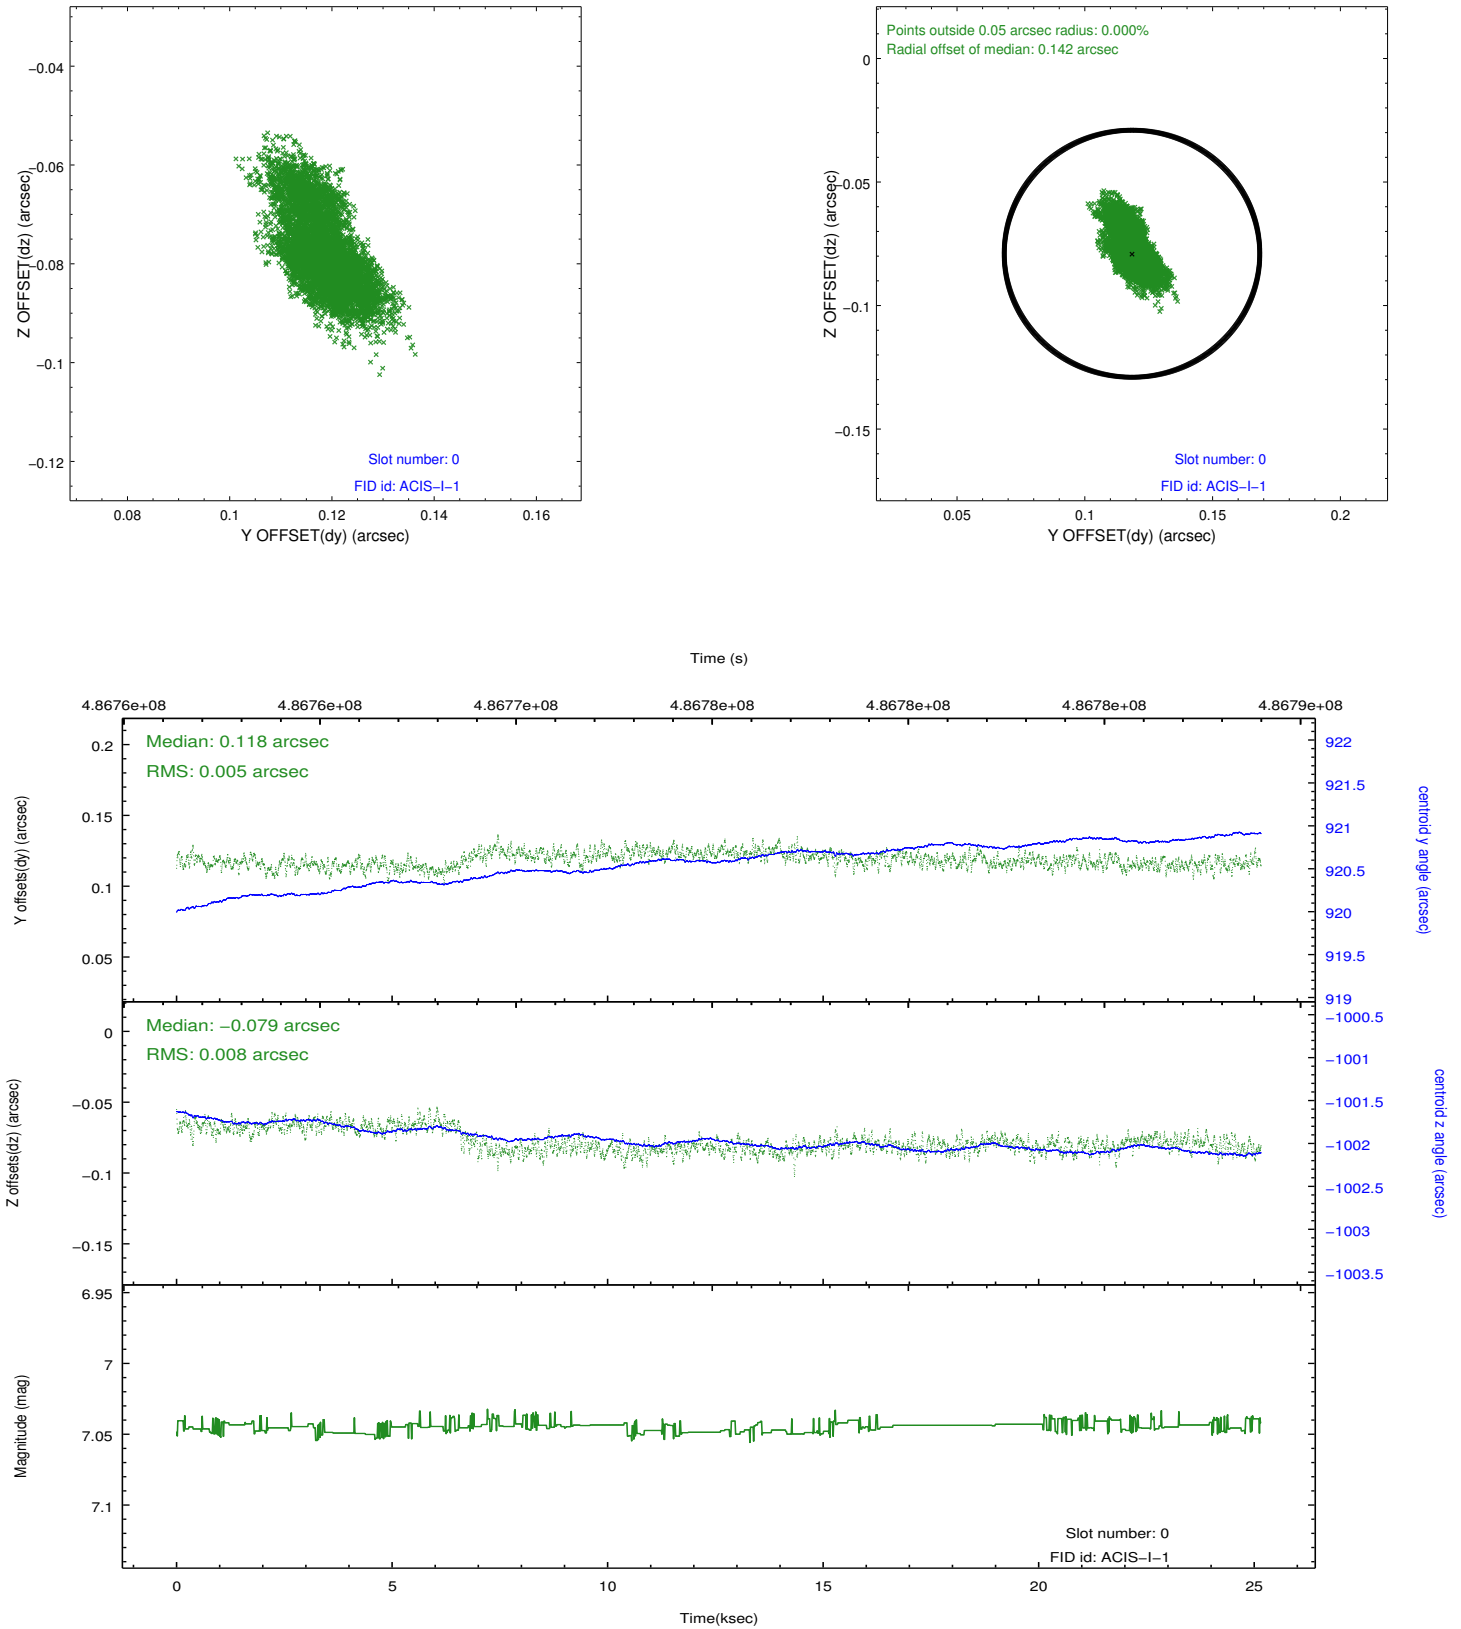 −0.04
−0.06
−0.08
−0.1
−0.12
Z OFFSET(dz) (arcsec)
Slot number: 0
FID id: ACIS−I−1
0.08 0.1 0.12 0.14 0.16
Y OFFSET(dy) (arcsec)
Points outside 0.05 arcsec radius: 0.000%
Radial offset of median: 0.142 arcsec
0
−0.05
−0.1
−0.15
Z OFFSET(dz) (arcsec)
Slot number: 0
FID id: ACIS−I−1
0.05 0.1 0.15 0.2
Y OFFSET(dy) (arcsec)
Time (s)
4.8676e+08 4.8676e+08 4.8677e+08 4.8678e+08 4.8678e+08 4.8678e+08 4.8679e+08
Median: 0.118 arcsec
RMS: 0.005 arcsec
0.2
0.15
0.1
0.05
Y offsets(dy) (arcsec)
922
921.5
921
920.5
920
919.5
919
centroid y angle (arcsec)
Median: −0.079 arcsec
RMS: 0.008 arcsec
0
−0.05
−0.1
−0.15
Z offsets(dz) (arcsec)
−1000.5
−1001
−1001.5
−1002
−1002.5
−1003
−1003.5
centroid z angle (arcsec)
6.95
7
7.05
7.1
Magnitude (mag)
Slot number: 0
FID id: ACIS−I−1
0 5 10 15 20 25
Time(ksec)